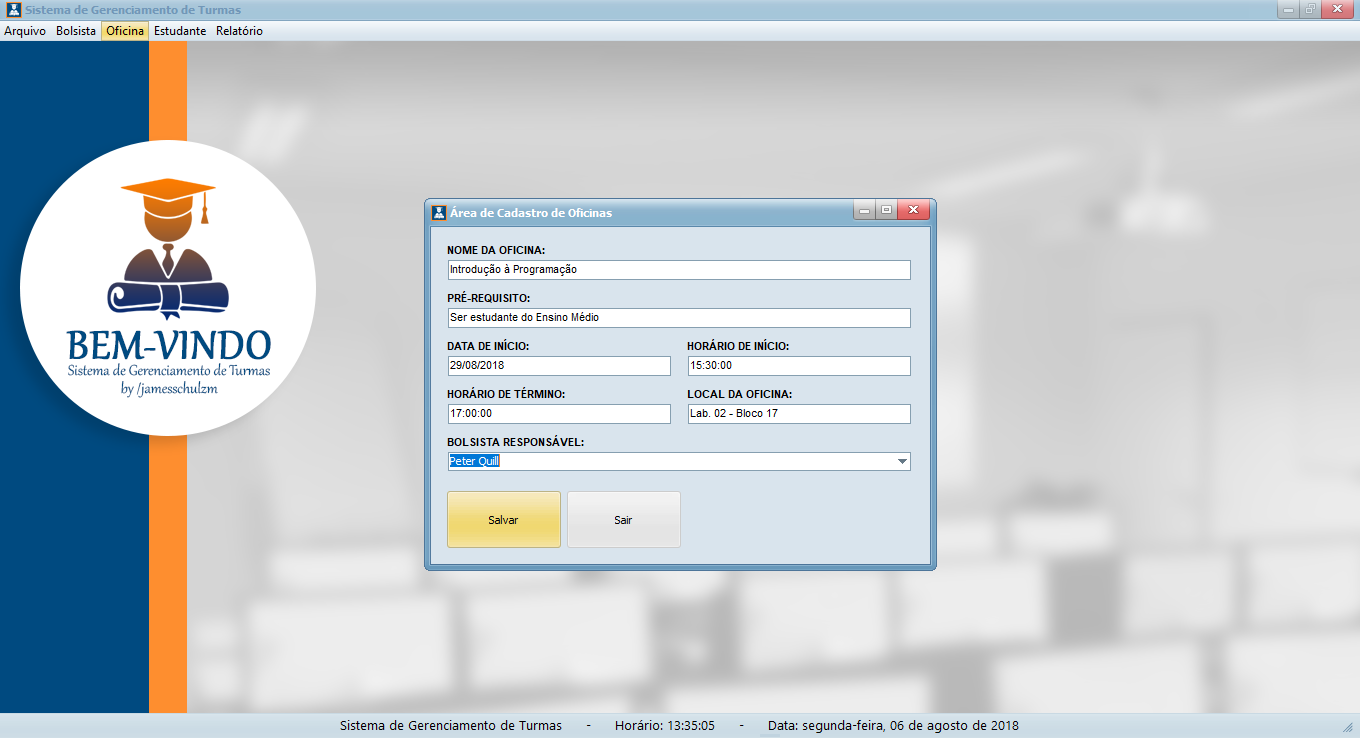 Sistema de Gerenciamento de Turmas
Arquivo Bolsista Oficina Estudante Relatório
BEM-VINDO
Sistema de Gerenciamento de Turmas
by /jamesschulzm
Área de Cadastro de Oficinas
NOME DA OFICINA:
Introdução à Programação
PRÉ-REQUISITO:
Ser estudante do Ensino Médio
DATA DE INÍCIO: HORÁRIO DE INÍCIO:
29/08/2018 15:30:00
HORÁRIO DE TÉRMINO: LOCAL DA OFICINA:
17:00:00 Lab. 02 - Bloco 17
BOLSISTA RESPONSÁVEL:
Peter Quill
Salvar Sair
Sistema de Gerenciamento de Turmas - Horário: 13:35:05 - Data: segunda-feira, 06 de agosto de 2018